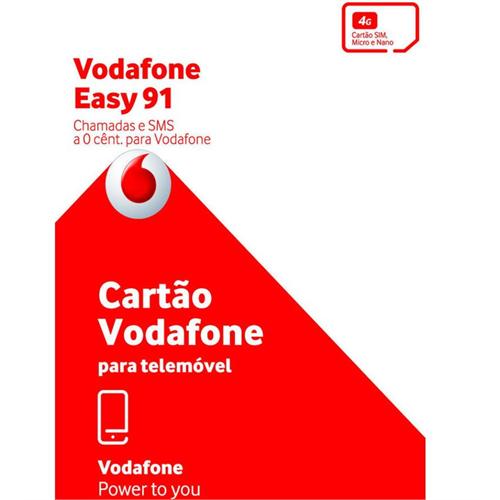 4G
Cartão SIM,
Micro e Nano
Vodafone
Easy 91
Chamadas e SMS
a 0 cênt. para Vodafone
Cartão
Vodafone
para telemóvel
Vodafone
Power to you